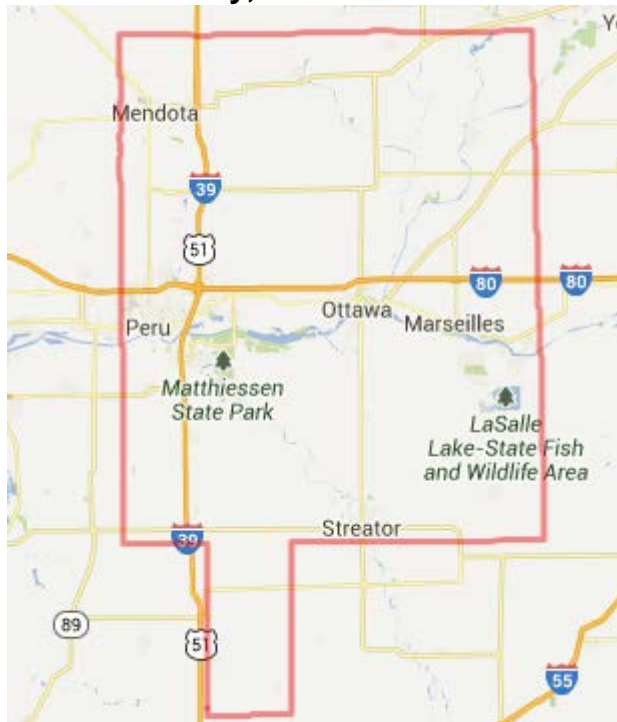 Yo
Mendota
39
51
80
80
Ottawa
Peru
Marseilles
Matthiessen
State Park
LaSalle
Lake-State Fish
and Wildlife Area
Streator
39
89
51
55